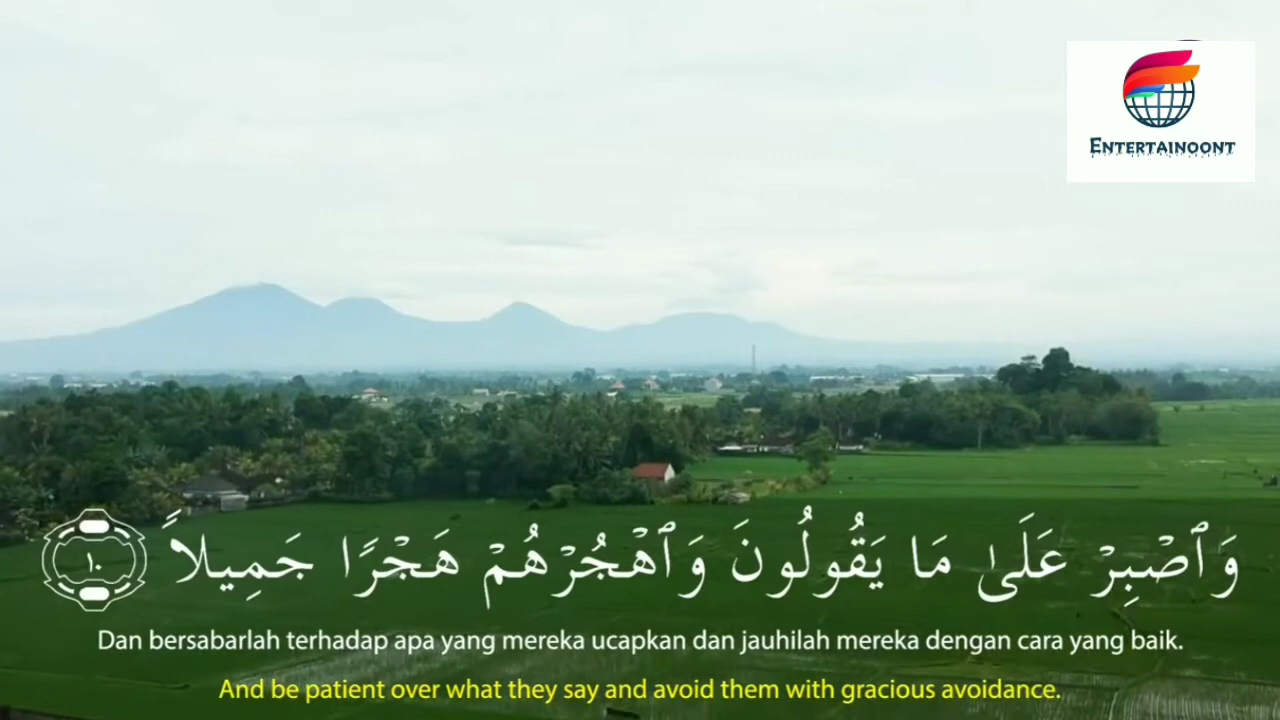 ENTERTAINOONT
وَٱصْبِرْ عَلَىٰ مَا يَقُولُونَ وَٱهْجُرْهُمْ هَجْرًا جَمِيلاً ١٠
Dan bersabarlah terhadap apa yang mereka ucapkan dan jauhilah mereka dengan cara yang baik.
And be patient over what they say and avoid them with gracious avoidance.